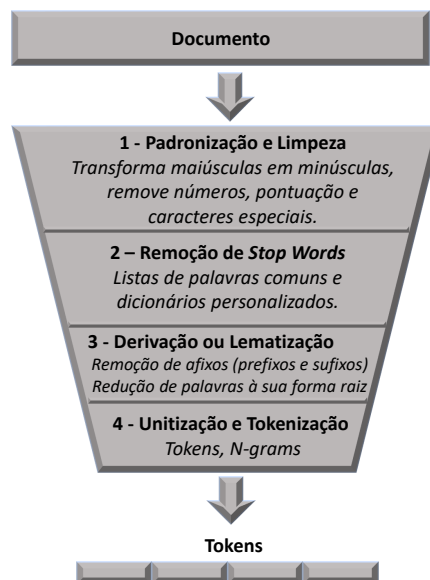 Documento
1 - Padronização e Limpeza
Transforma maiúsculas em minúsculas,
remove números, pontuação e
caracteres especiais.
2 – Remoção de Stop Words
Listas de palavras comuns e
dicionários personalizados.
3 - Derivação ou Lematização
Remoção de afixos (prefixos e sufixos)
Redução de palavras à sua forma raiz
4 - Unitização e Tokenização
Tokens, N-grams
Tokens